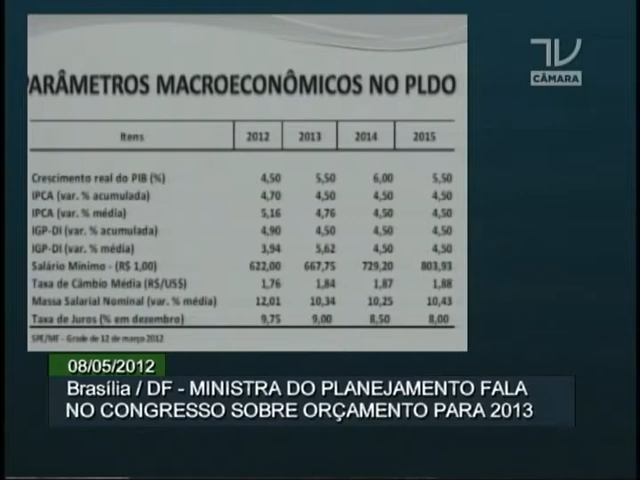 TV
CÂMARA
PARÂMETROS MACROECONÔMICOS NO PLDO
Itens 2012 2013 2014 2015
Crescimento real do PIB (%) 4,50 5,50 6,00 5,50
IPCA (var. % acumulada) 4,70 4,50 4,50 4,50
IPCA (var. % média) 5,16 4,76 4,50 4,50
IGP-DI (var. % acumulada) 4,90 4,50 4,50 4,50
IGP-DI (var. % média) 3,94 5,62 4,50 4,50
Salário Mínimo - (R$ 1,00) 622,00 667,75 729,20 803,93
Taxa de Câmbio Média (R$/US$) 1,76 1,84 1,87 1,88
Massa Salarial Nominal (var. % média) 12,01 10,34 10,25 10,43
Taxa de Juros (% em dezembro) 9,75 9,00 8,50 8,00
SPE/MF - Grade de 12 de março 2012
08/05/2012
Brasília / DF - MINISTRA DO PLANEJAMENTO FALA
NO CONGRESSO SOBRE ORÇAMENTO PARA 2013